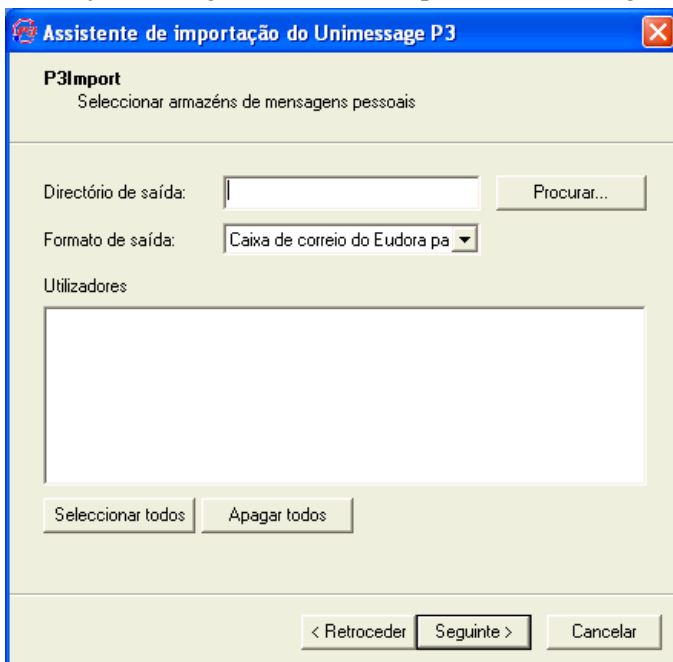 Assistente de importação do Unimessage P3
P3Import
Seleccionar armazéns de mensagens pessoais
Directório de saída:
Procurar...
Formato de saída:
Caixa de correio do Eudora pa
Utilizadores
Seleccionar todos
Apagar todos
< Retroceder
Seguinte >
Cancelar